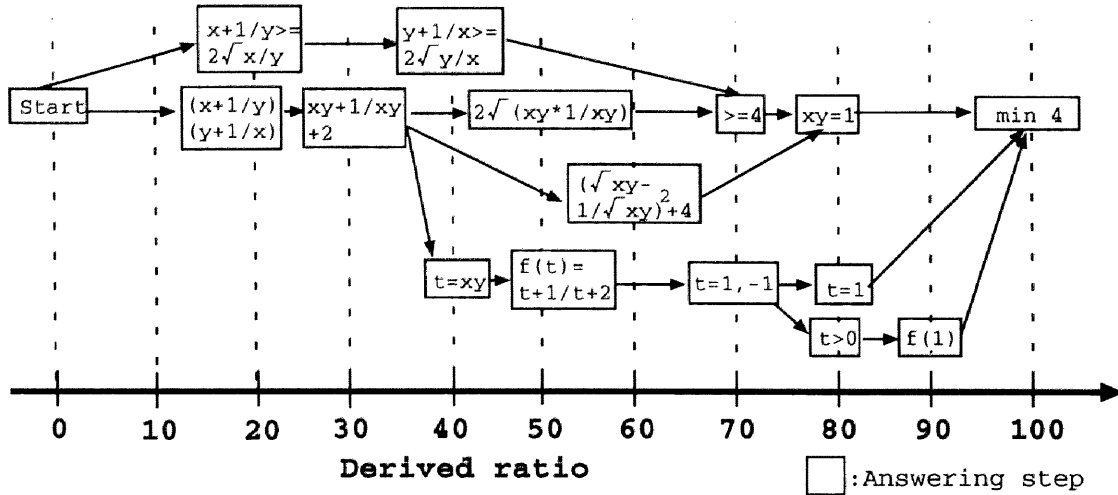 x+1/y>=
2√x/y
y+1/x>=
2√y/x
Start
(x+1/y)
(y+1/x)
xy+1/xy
+2
2√(xy*1/xy)
>=4
xy=1
min 4
(√xy-
1/√xy)²+4
t=xy
f(t)=
t+1/t+2
t=1,-1
t=1
t>0
f(1)
0 10 20 30 40 50 60 70 80 90 100
Derived ratio
:Answering step